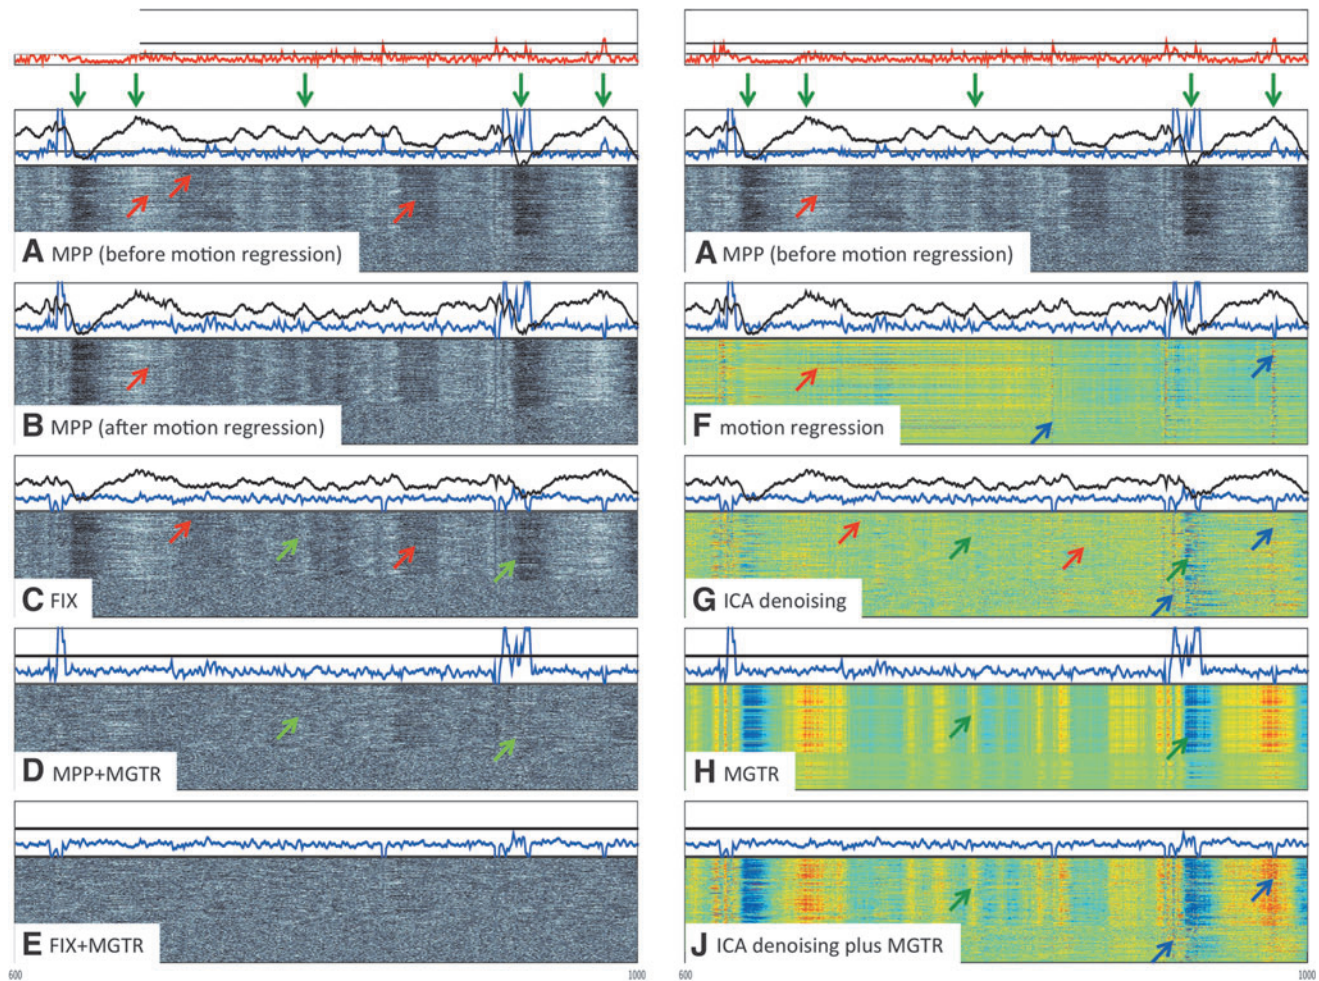 A MPP (before motion regression)
B MPP (after motion regression)
C FIX
D MPP+MGTR
E FIX+MGTR
600
1000
A MPP (before motion regression)
F motion regression
G ICA denoising
H MGTR
J ICA denoising plus MGTR
600
1000